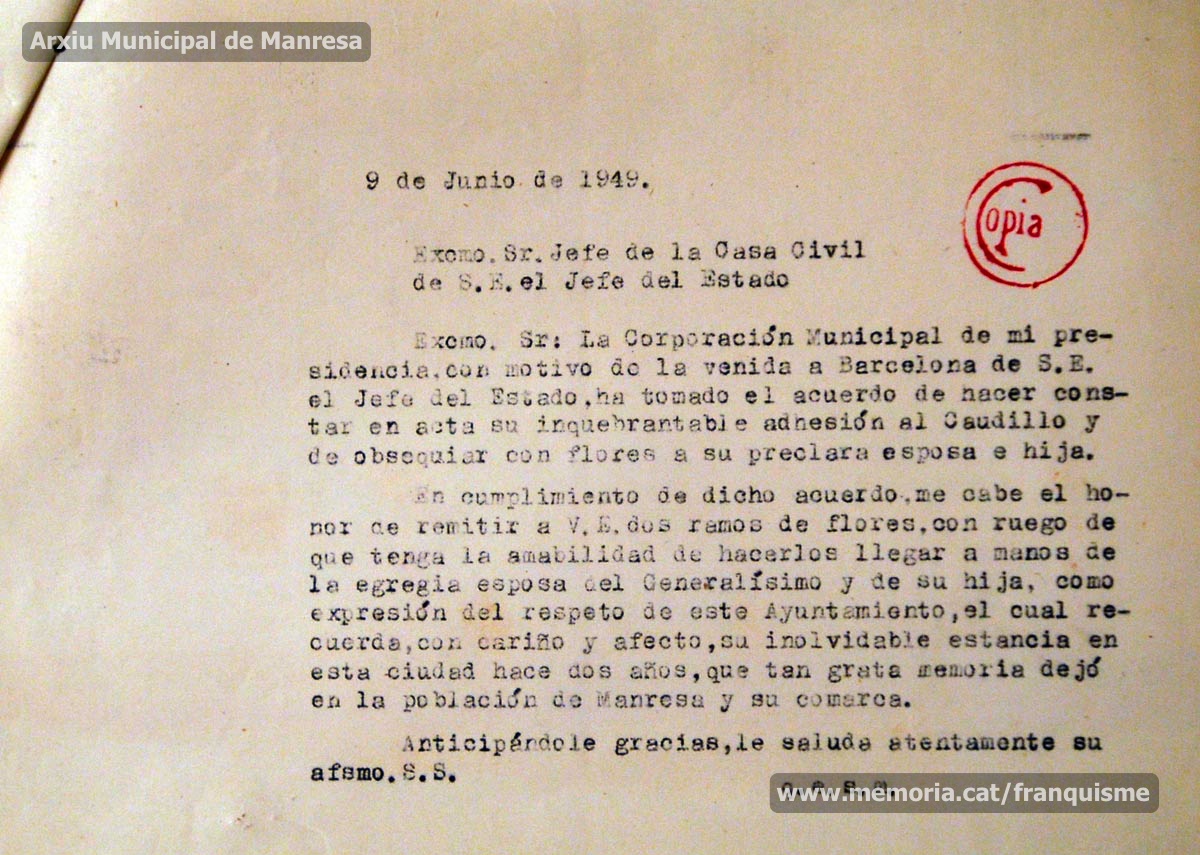 Arxiu Municipal de Manresa
9 de Junio de 1949.
Copia
Excmo. Sr. Jefe de la Casa Civil
de S.E. el Jefe del Estado
Excmo. Sr: La Corporación Municipal de mi pre-
sidencia, con motivo de la venida a Barcelona de S.E.
el Jefe del Estado, ha tomado el acuerdo de hacer cons-
tar en acta su inquebrantable adhesión al Caudillo y
de obsequiar con flores a su preclara esposa e hija.
En cumplimiento de dicho acuerdo, me cabe el ho-
nor de remitir a V.E. dos ramos de flores, con ruego de
que tenga la amabilidad de hacerlos llegar a manos de
la egregia esposa del Generalísimo y de su hija, como
expresión del respeto de este Ayuntamiento, el cual re-
cuerda, con cariño y afecto, su inolvidable estancia en
esta ciudad hace dos años, que tan grata memoria dejó
en la población de Manresa y su comarca.
Anticipándole gracias, le saluda atentamente su
afsmo. S.S.
www.memoria.cat/franquisme